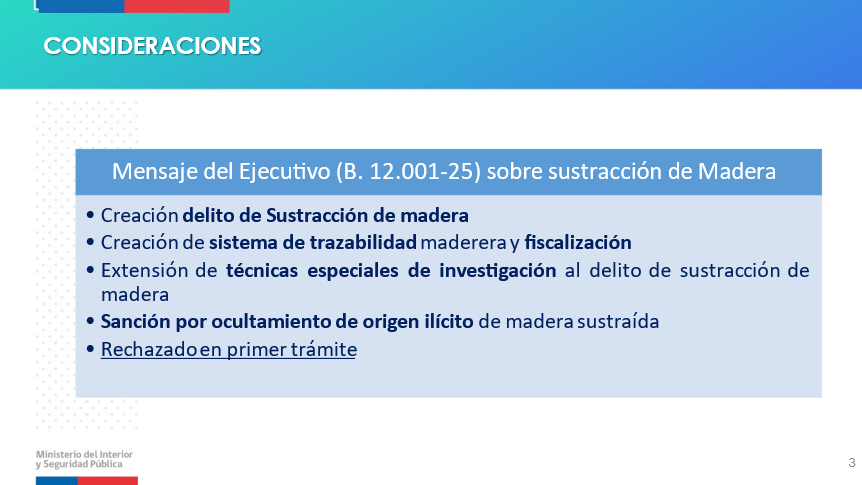 CONSIDERACIONES
Mensaje del Ejecutivo (B. 12.001-25) sobre sustracción de Madera
• Creación delito de Sustracción de madera
• Creación de sistema de trazabilidad maderera y fiscalización
• Extensión de técnicas especiales de investigación al delito de sustracción de
madera
• Sanción por ocultamiento de origen ilícito de madera sustraída
• Rechazado en primer trámite
Ministerio del Interior
y Seguridad Pública
3